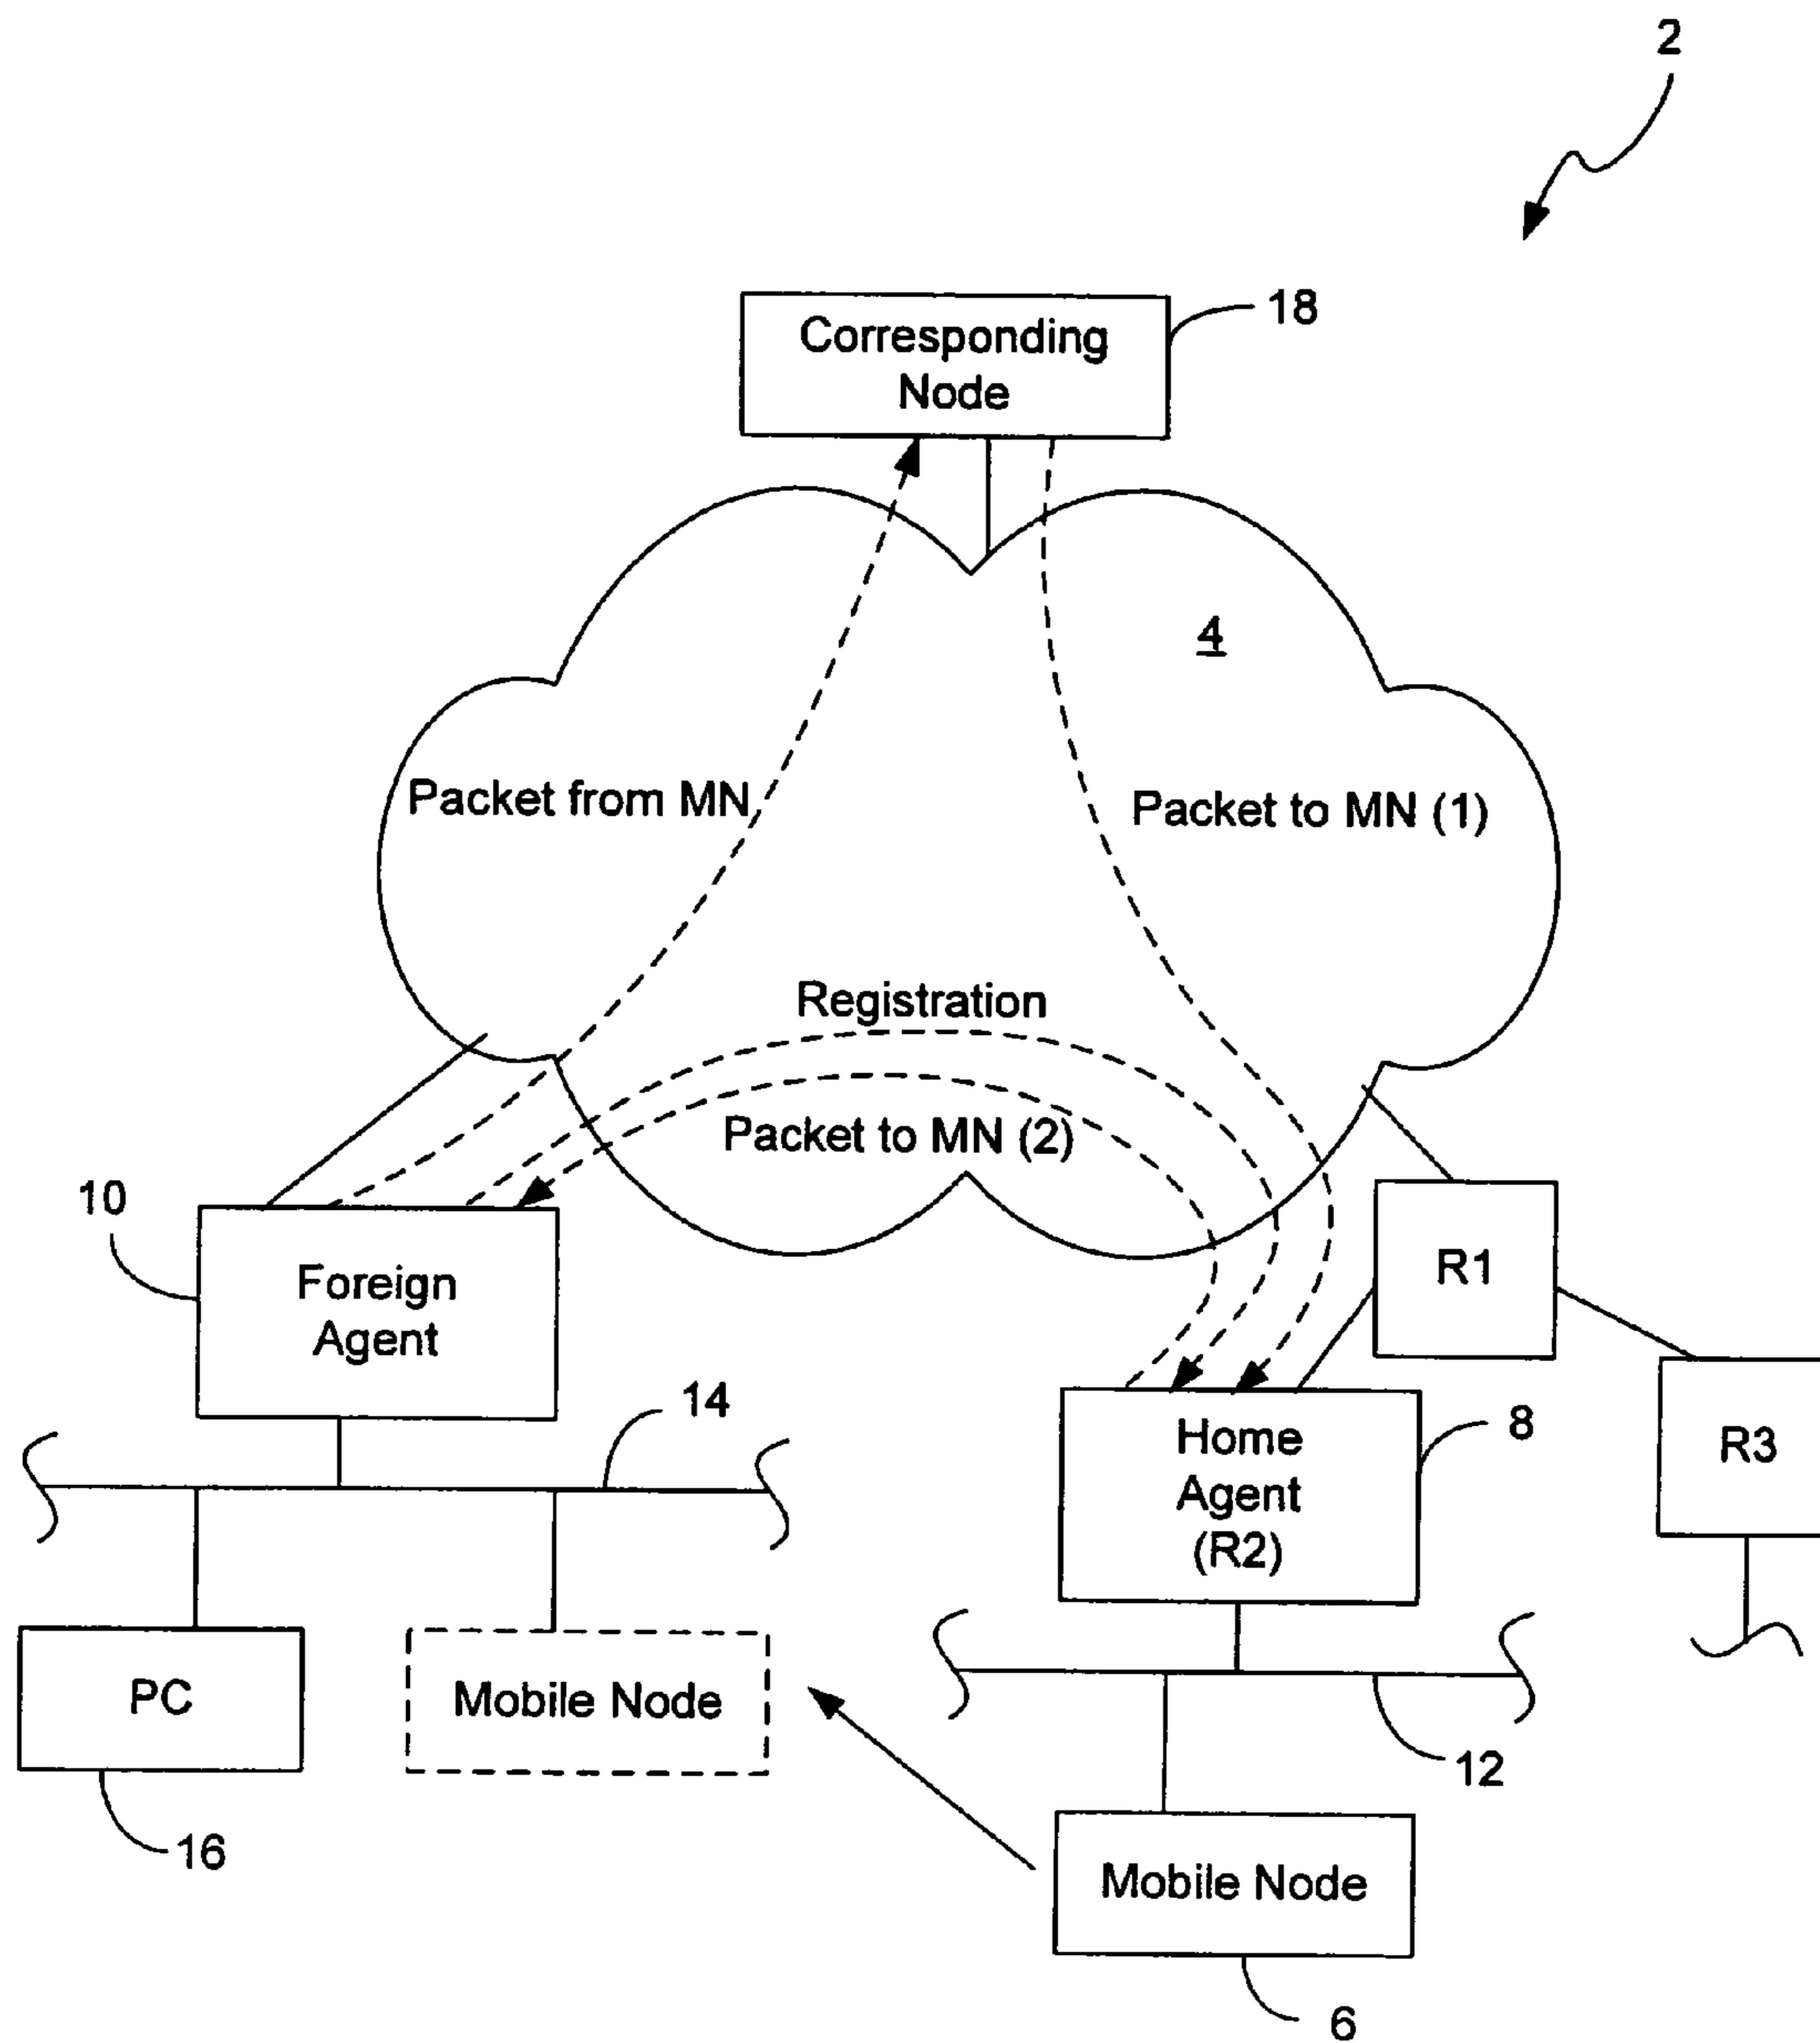 2
Corresponding
Node
18
4
Packet from MN
Packet to MN (1)
Registration
Packet to MN (2)
10
Foreign
Agent
R1
14
Home
Agent
(R2)
8
R3
PC
Mobile Node
12
16
Mobile Node
6